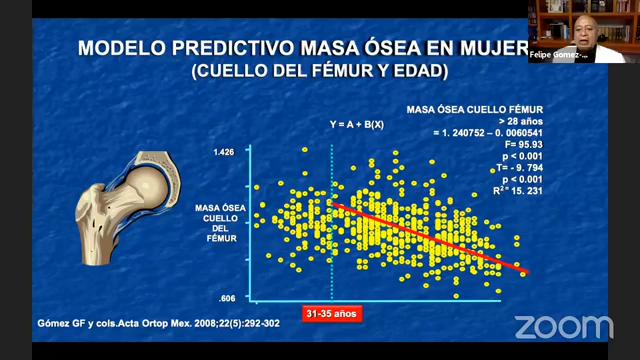 MODELO PREDICTIVO MASA ÓSEA EN MUJER
(CUELLO DEL FÉMUR Y EDAD)
Felipe Gomez-...
MASA ÓSEA CUELLO FÉMUR
> 28 años
= 1. 240752 – 0. 0060541
F= 95.93
p < 0.001
T= - 9. 794
p < 0.001
R2 = 15. 231
Y = A + B(X)
1.426
MASA ÓSEA
CUELLO
DEL
FÉMUR
.606
31-35 años
Gómez GF y cols.Acta Ortop Mex. 2008;22(5):292-302
zoom